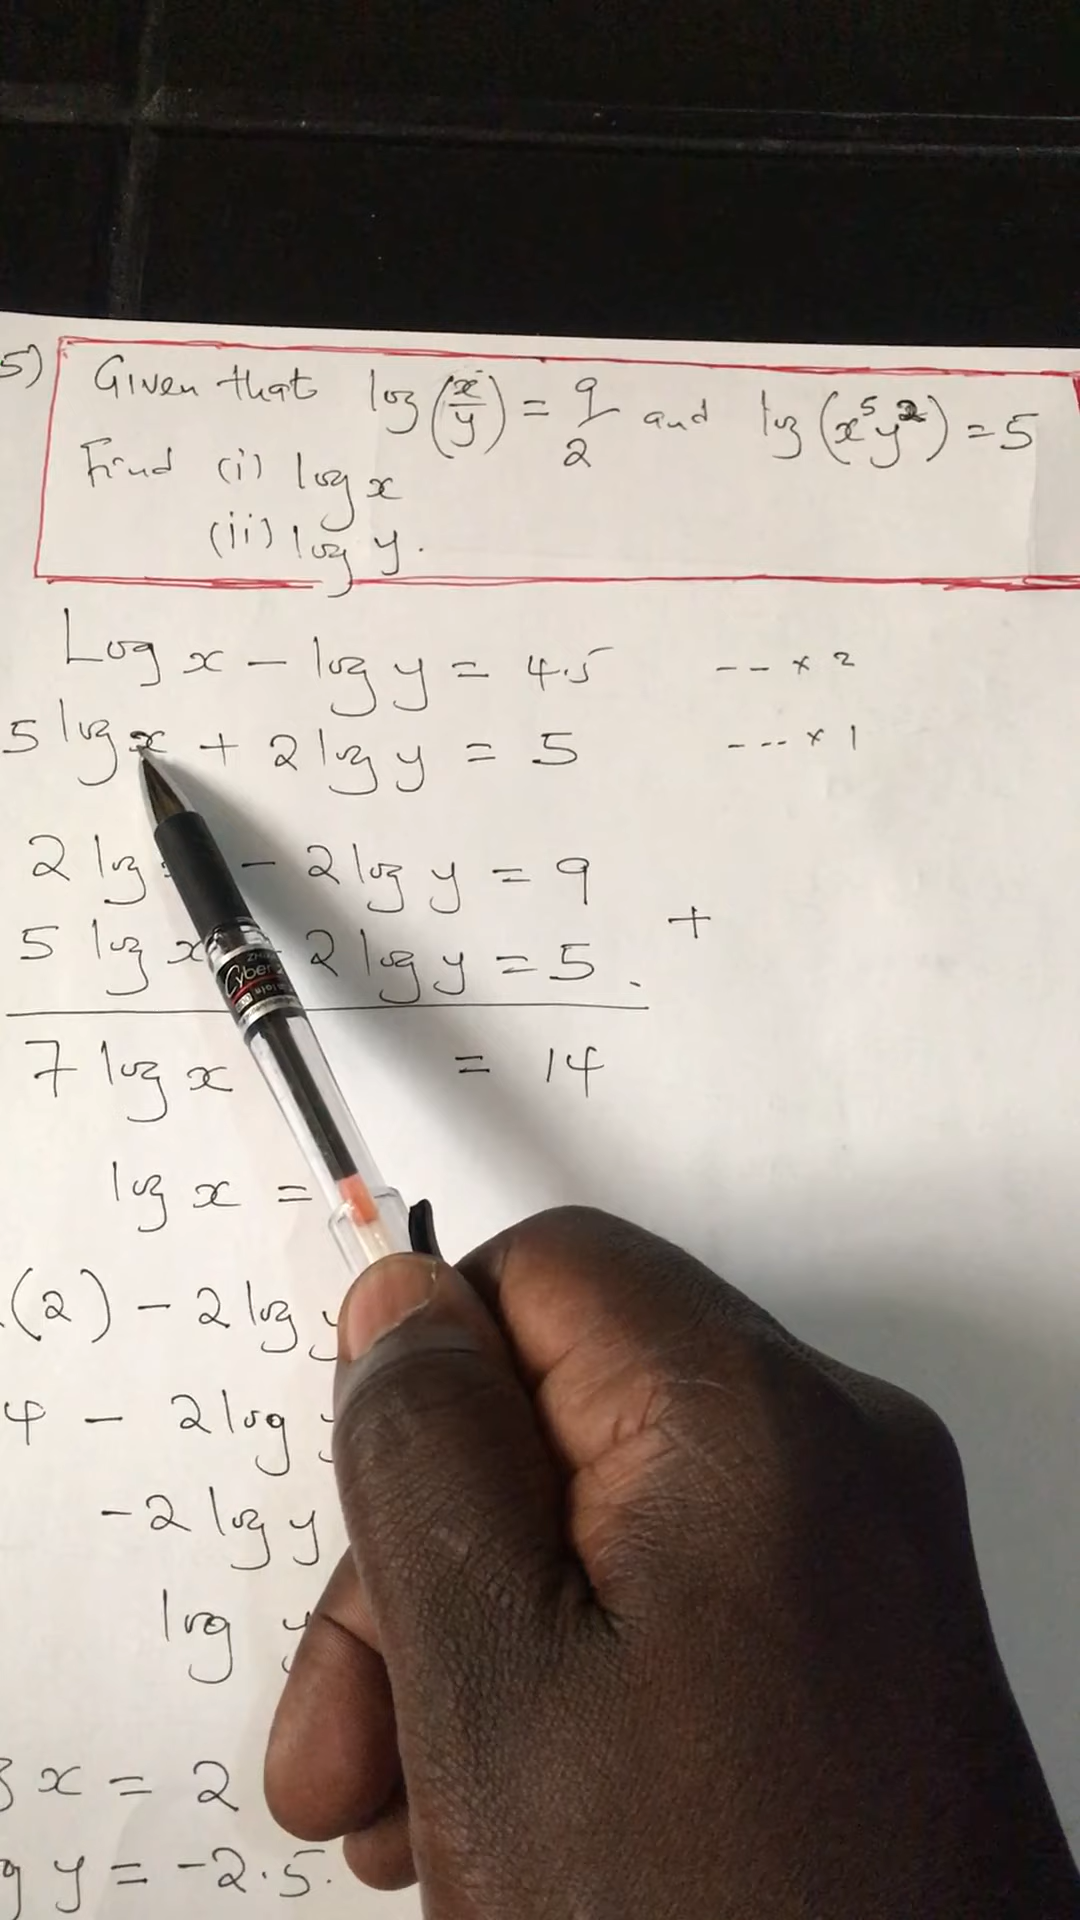 5) Given that log(x/y) = 9/2 and log(x⁵y²) = 5
Find (i) log x
(ii) log y.
Log x - log y = 4.5 --- x 2
5 log x + 2 log y = 5 --- x 1
2 log - 2 log y = 9
5 log x 2 log y = 5. +
7 log x = 14
log x =
(2) - 2 log y
4 - 2 log
-2 log y
log y
x = 2
g y = -2.5.
Cyber